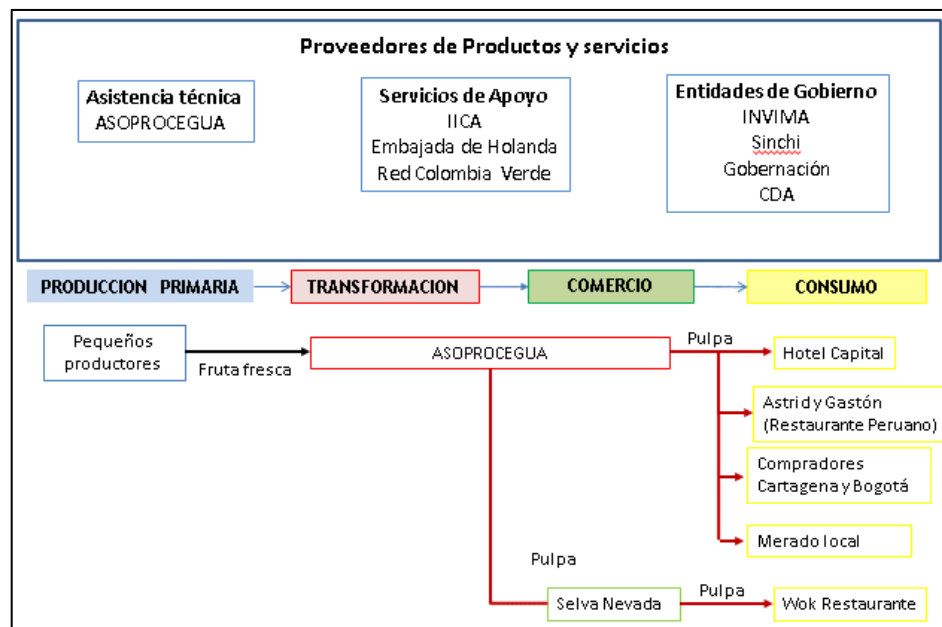 Proveedores de Productos y servicios
Asistencia técnica
ASOPROCEGUA
Servicios de Apoyo
IICA
Embajada de Holanda
Red Colombia Verde
Entidades de Gobierno
INVIMA
Sinchi
Gobernación
CDA
PRODUCCION PRIMARIA
TRANSFORMACION
COMERCIO
CONSUMO
Pequeños
productores
Fruta fresca
ASOPROCEGUA
Pulpa
Hotel Capital
Astrid y Gastón
(Restaurante Peruano)
Compradores
Cartagena y Bogotá
Merado local
Pulpa
Selva Nevada
Pulpa
Wok Restaurante